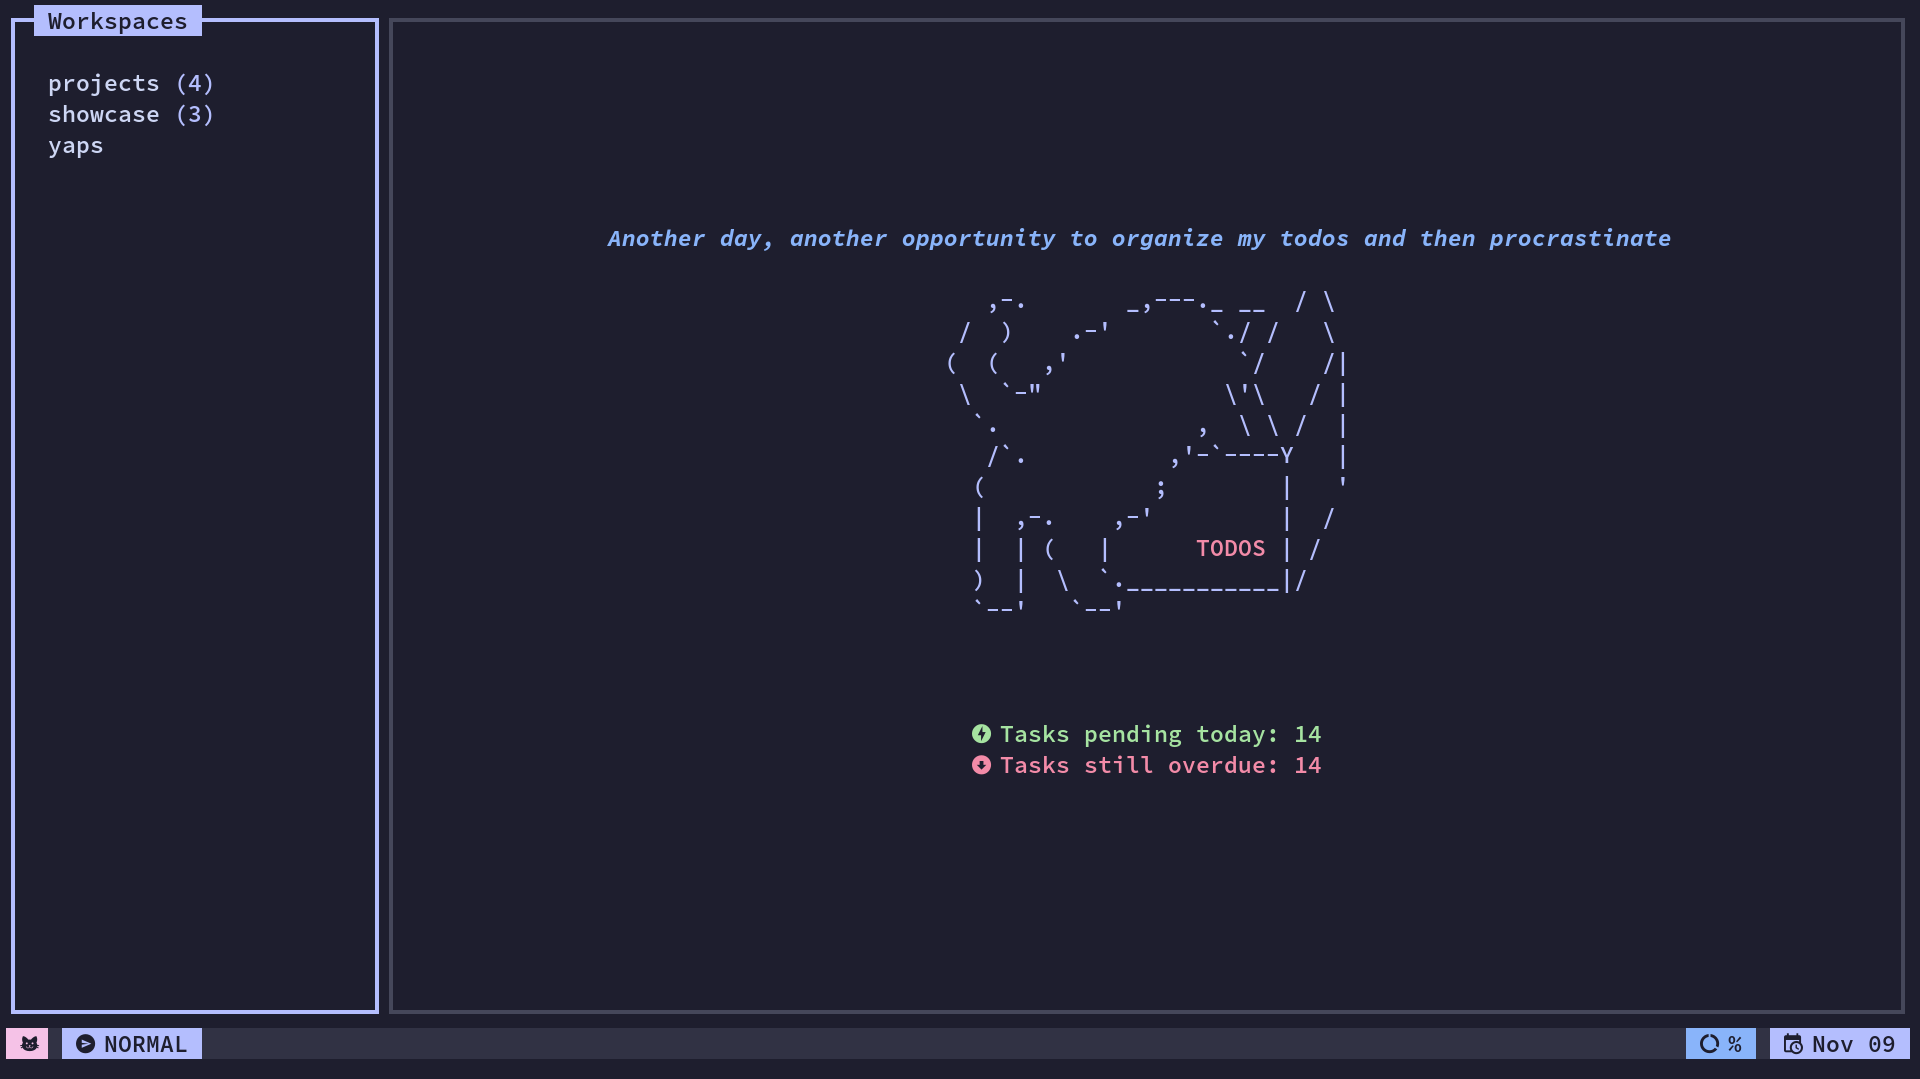 Workspaces
projects (4)
showcase (3)
yaps
Another day, another opportunity to organize my todos and then procrastinate
TODOS
Tasks pending today: 14
Tasks still overdue: 14
NORMAL
%
Nov 09